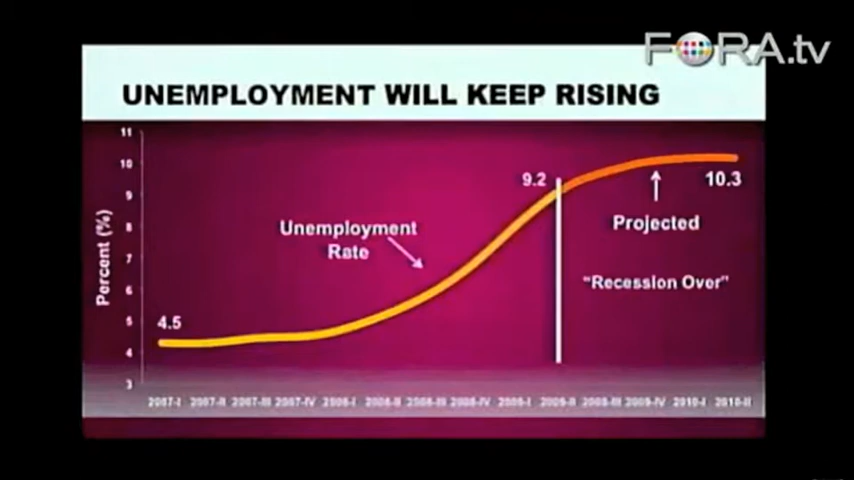 FORA.tv
UNEMPLOYMENT WILL KEEP RISING
11
10
9
8
7
6
5
4
3
Percent (%)
4.5
Unemployment
Rate
9.2
10.3
Projected
“Recession Over”
2007-I 2007-II 2007-III 2007-IV 2008-I 2008-II 2008-III 2008-IV 2009-I 2009-II 2009-IV 2010-I 2010-II